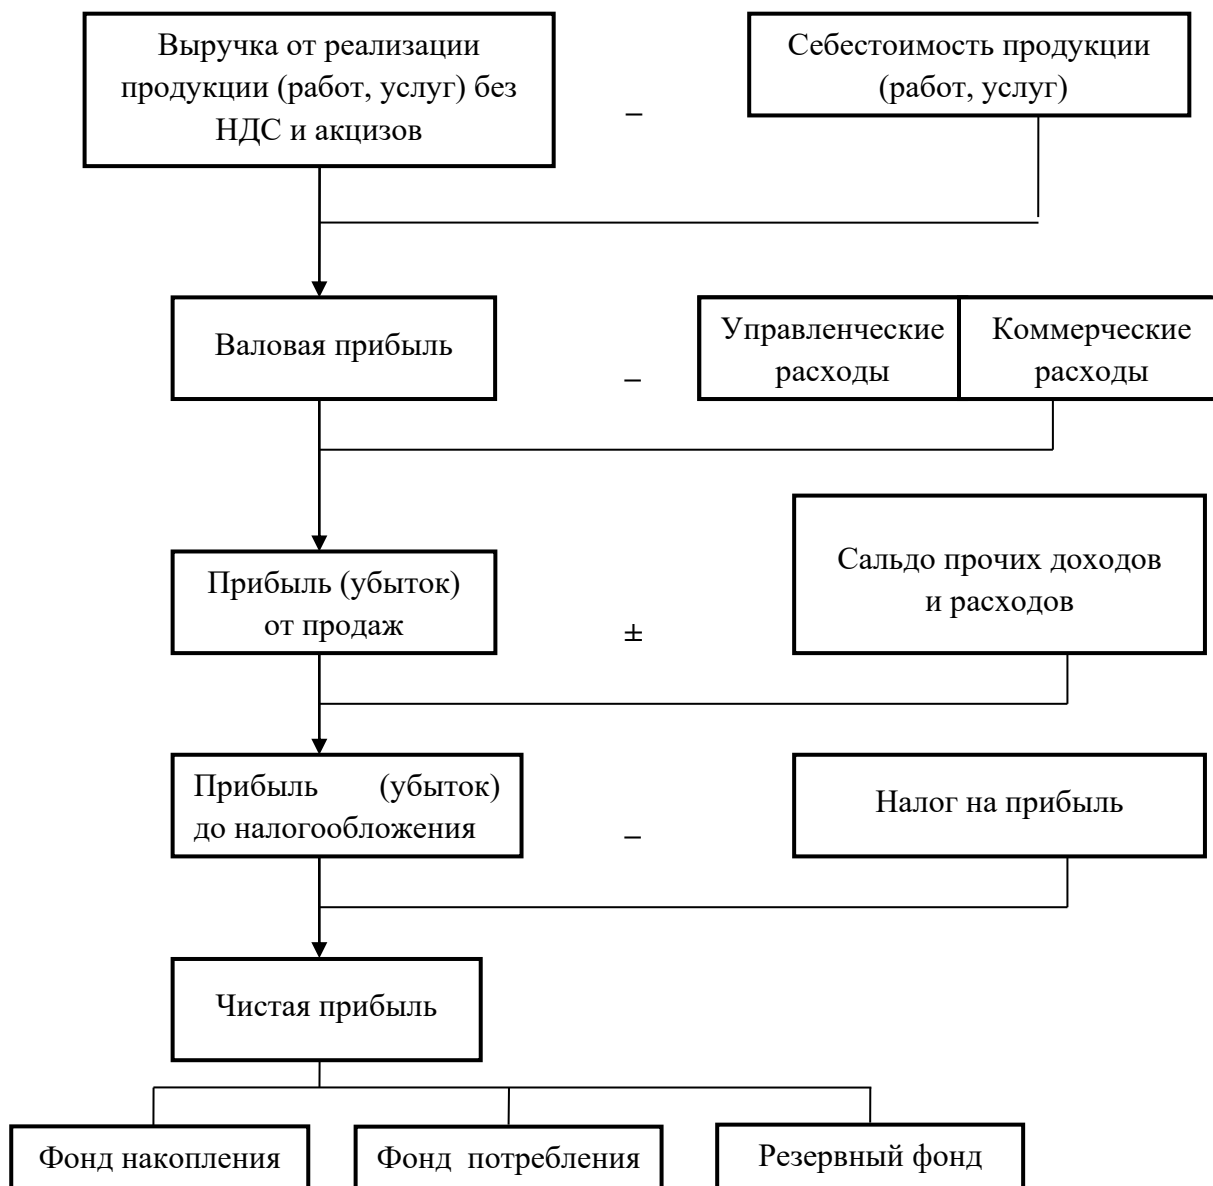 Выручка от реализации
продукции (работ, услуг) без
НДС и акцизов
–
Себестоимость продукции
(работ, услуг)
Валовая прибыль
–
Управленческие
расходы
Коммерческие
расходы
Прибыль (убыток)
от продаж
±
Сальдо прочих доходов
и расходов
Прибыль (убыток)
до налогообложения
–
Налог на прибыль
Чистая прибыль
Фонд накопления
Фонд потребления
Резервный фонд